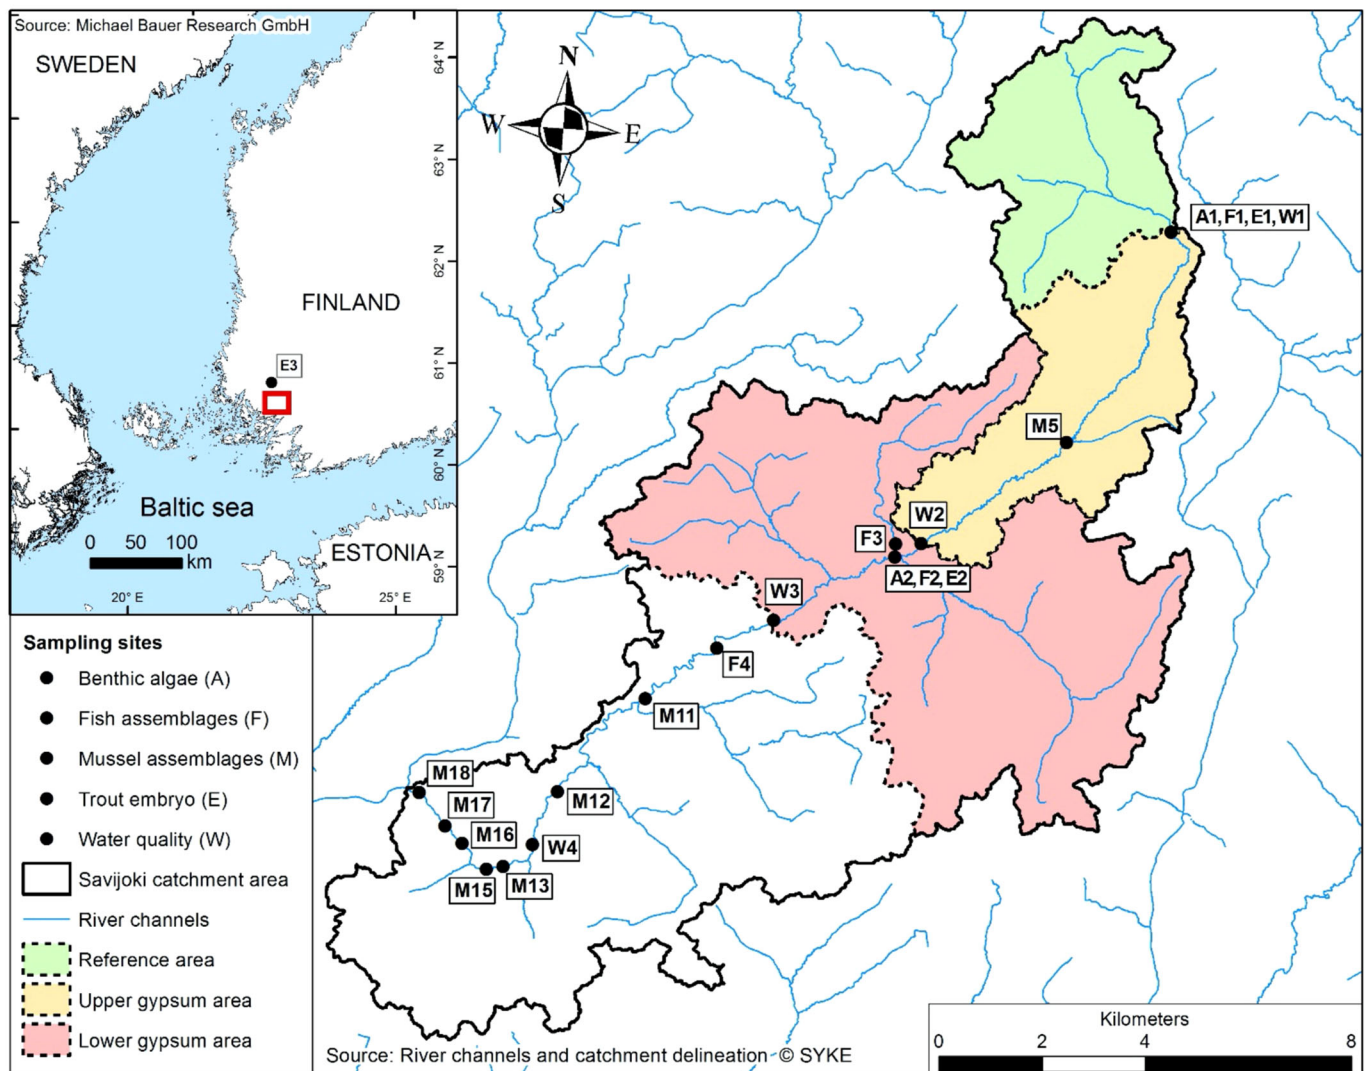 Source: Michael Bauer Research GmbH
SWEDEN
FINLAND
E3
Baltic sea
0 50 100
km
ESTONIA
20° E
25° E
64° N
63° N
62° N
61° N
60° N
59° N
N
W
E
S
A1, F1, E1, W1
M5
W2
F3
A2, F2, E2
W3
F4
M11
M18
M17
M12
M16
W4
M15
M13
Sampling sites
Benthic algae (A)
Fish assemblages (F)
Mussel assemblages (M)
Trout embryo (E)
Water quality (W)
Savijoki catchment area
River channels
Reference area
Upper gypsum area
Lower gypsum area
Source: River channels and catchment delineation © SYKE
Kilometers
0 2 4 8